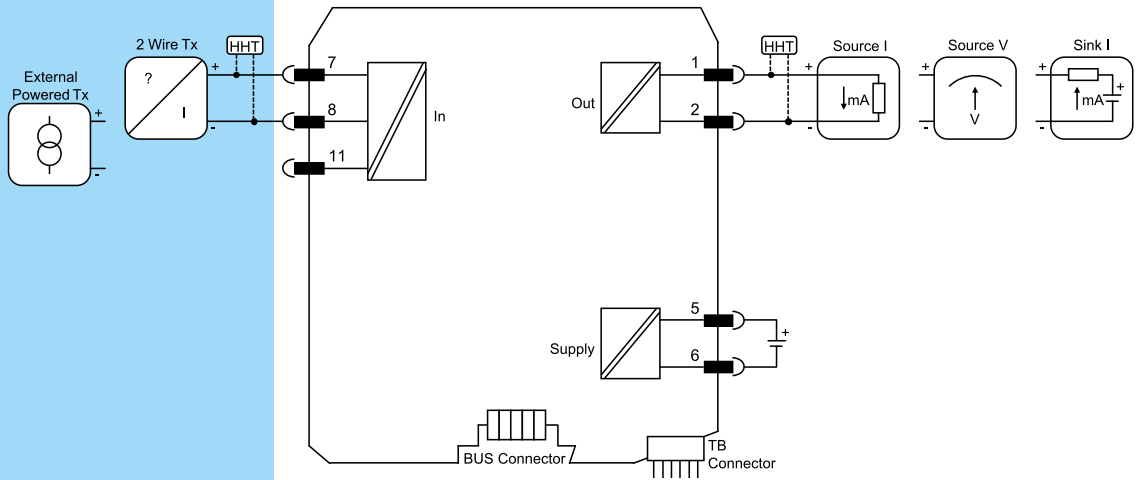 External
Powered Tx
+
-
2 Wire Tx
?
I
+
-
HHT
7
8
11
In
Out
1
2
HHT
+
-
Source I
mA
+
-
Source V
V
+
-
Sink I
mA
+
Supply
5
6
+
BUS Connector
TB
Connector